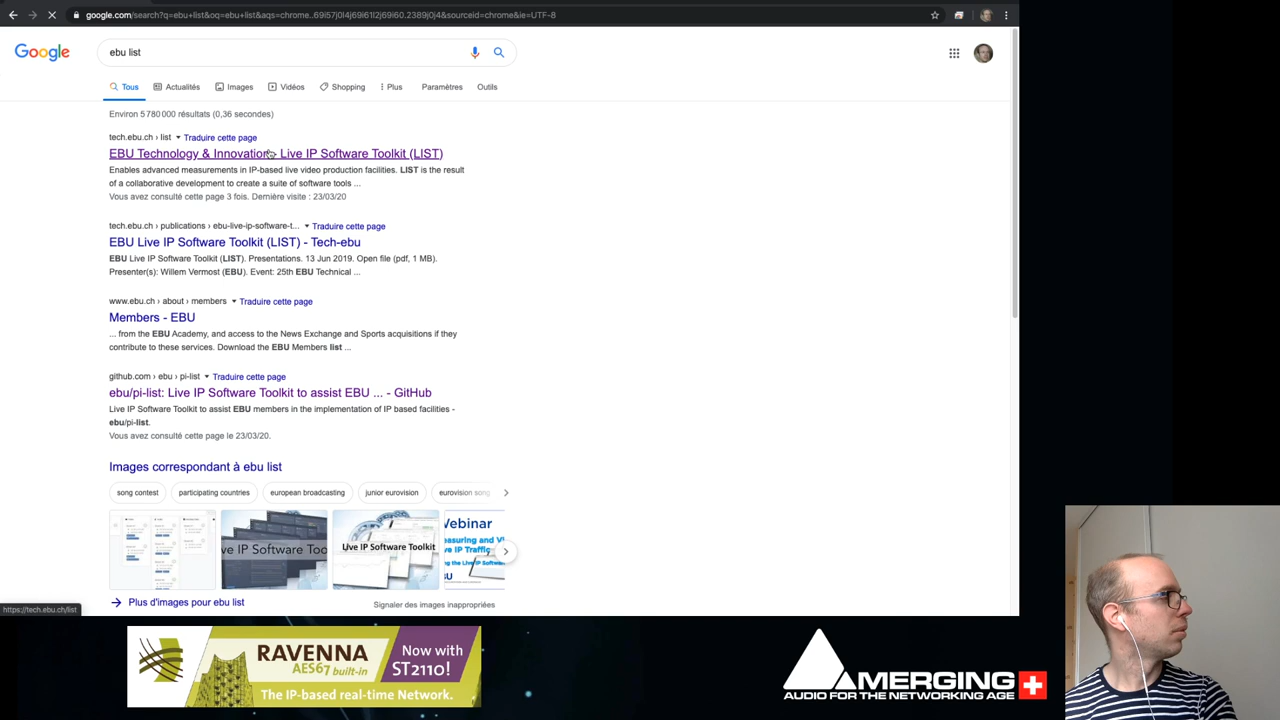 google.com/search?q=ebu+list&oq=ebu+list&aqs=chrome..69i57j0l4j69i61l2j69i60.2389j0j4&sourceid=chrome&ie=UTF-8
Google
ebu list
Tous Actualités Images Vidéos Shopping Plus Paramètres Outils
Environ 5 780 000 résultats (0,36 secondes)
tech.ebu.ch › list Traduire cette page
EBU Technology & Innovation - Live IP Software Toolkit (LIST)
Enables advanced measurements in IP-based live video production facilities. LIST is the result
of a collaborative development to create a suite of software tools ...
Vous avez consulté cette page 3 fois. Dernière visite : 23/03/20
tech.ebu.ch › publications › ebu-live-ip-software-t... Traduire cette page
EBU Live IP Software Toolkit (LIST) - Tech-ebu
EBU Live IP Software Toolkit (LIST). Presentations. 13 Jun 2019. Open file (pdf, 1 MB).
Presenter(s): Willem Vermost (EBU). Event: 25th EBU Technical ...
www.ebu.ch › about › members Traduire cette page
Members - EBU
... from the EBU Academy, and access to the News Exchange and Sports acquisitions if they
contribute to these services. Download the EBU Members list ...
github.com › ebu › pi-list Traduire cette page
ebu/pi-list: Live IP Software Toolkit to assist EBU ... - GitHub
Live IP Software Toolkit to assist EBU members in the implementation of IP based facilities -
ebu/pi-list.
Vous avez consulté cette page le 23/03/20.
Images correspondant à ebu list
song contest participating countries european broadcasting junior eurovision eurovision song
ve IP Software Too
Live IP Software Toolkit
Vebinar
Plus d'images pour ebu list
Signaler des images inappropriées
https://tech.ebu.ch/list
RAVENNA
AES67 built-in
Now with
ST2110!
The IP-based real-time Network.
MERGING
AUDIO FOR THE NETWORKING AGE